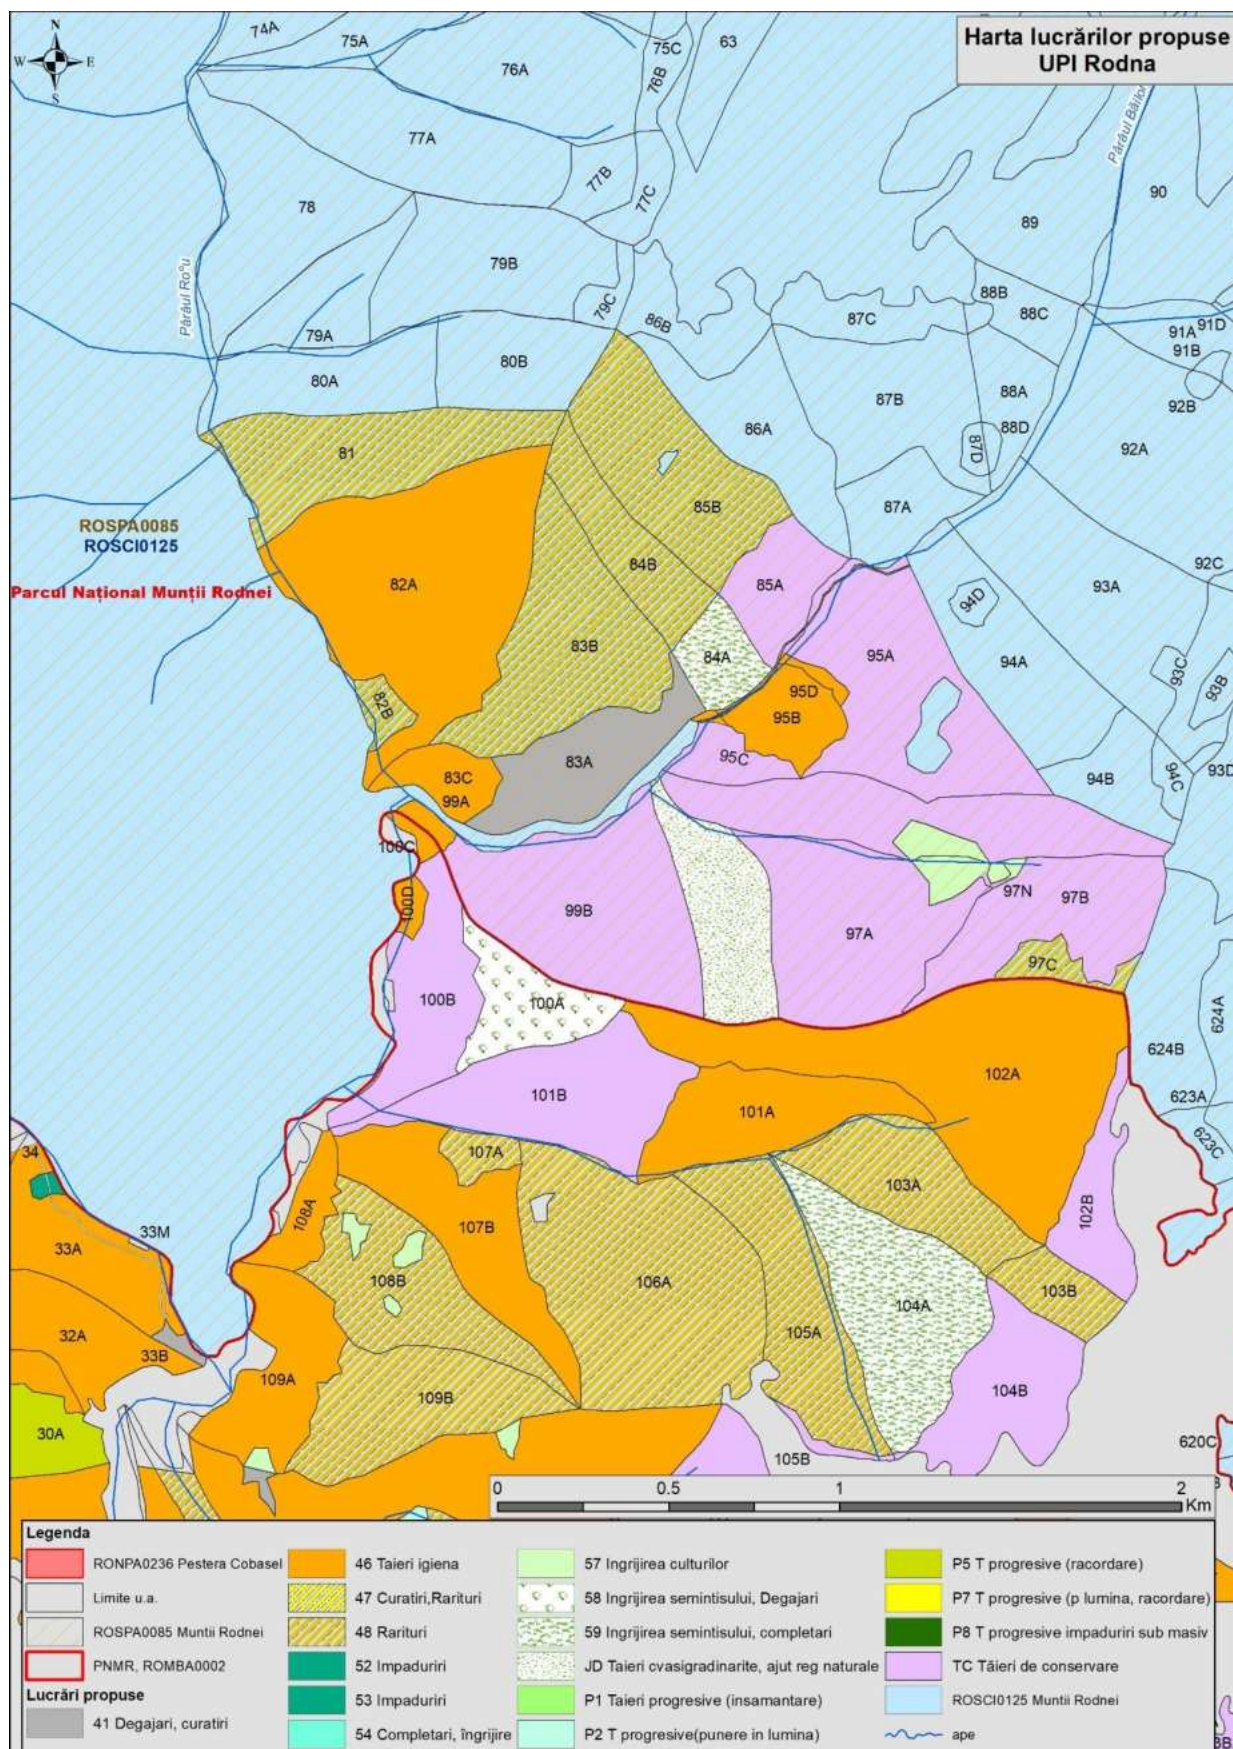 Harta lucrărilor propuse
UPI Rodna
N
W
E
S
74A
75A
76A
75C
76B
63
77A
77B
77C
78
79B
79C
79A
80A
80B
86B
87C
88B
88C
89
90
Pârâul Băilor
Pârâul Roºu
91A
91D
91B
92B
92A
88A
88D
87B
87D
86A
87A
81
85B
84B
82A
83B
85A
84A
95A
94D
94A
93A
92C
93C
93B
93D
94C
94B
ROSPA0085
ROSCI0125
Parcul Național Munții Rodnei
82B
83C
99A
83A
95D
95B
95C
100C
100D
99B
97A
97N
97B
97C
100B
100A
101B
101A
102A
102B
624A
624B
623A
623C
103A
103B
104A
104B
105A
105B
106A
107A
107B
108A
108B
109A
109B
34
33A
33M
32A
33B
30A
620C
0
0.5
1
2
Km
Legenda
RONPA0236 Pestera Cobasel
Limite u.a.
ROSPA0085 Muntii Rodnei
PNMR, ROMBA0002
Lucrări propuse
41 Degajari, curatiri
46 Taieri igiena
47 Curatiri,Rarituri
48 Rarituri
52 Impaduriri
53 Impaduriri
54 Completari, îngrijire
57 Ingrijirea culturilor
58 Ingrijirea semintisului, Degajari
59 Ingrijirea semintisului, completari
JD Taieri cvasigradinarite, ajut reg naturale
P1 Taieri progresive (insamantare)
P2 T progresive(punere in lumina)
P5 T progresive (racordare)
P7 T progresive (p lumina, racordare)
P8 T progresive impaduriri sub masiv
TC Tăieri de conservare
ROSCI0125 Muntii Rodnei
ape